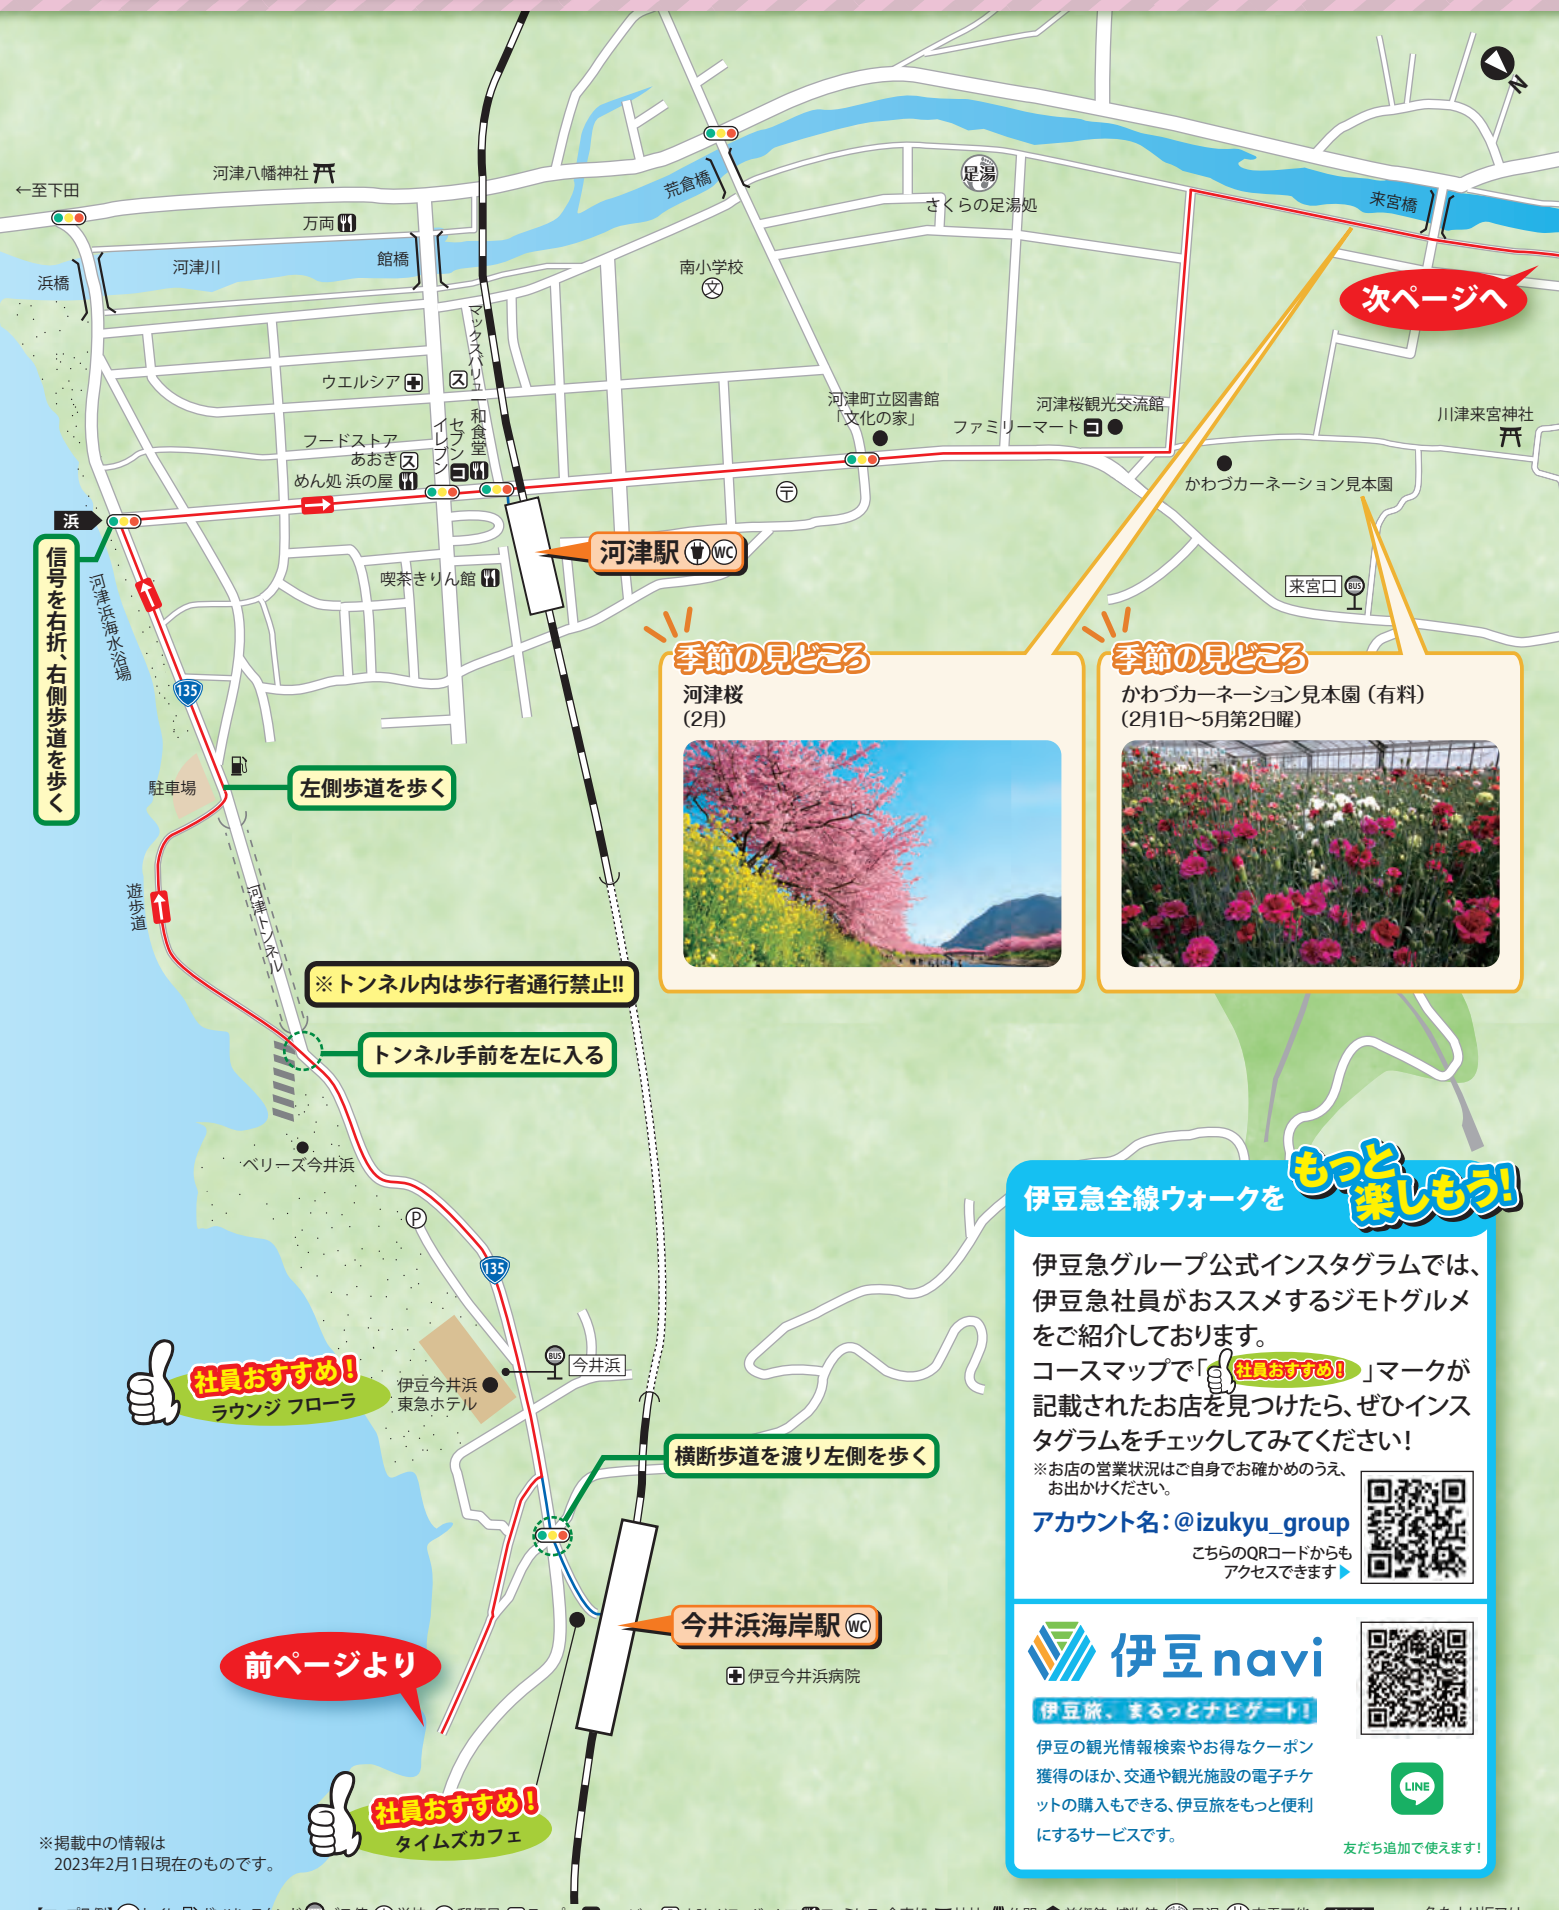 N
←至下田
河津八幡神社
万両
荒倉橋
足湯
さくらの足湯処
来宮橋
浜橋
河津川
館橋
南小学校
文
次ページへ
マックスバリュ
ウエルシア
ス
一和食堂
セブン
イレブン
コ
フードストア
あおき
ス
めん処 浜の屋
河津町立図書館
「文化の家」
ファミリーマート
コ
河津桜観光交流館
川津来宮神社
かわづカーネーション見本園
〒
浜
信号を右折、右側歩道を歩く
河津浜海水浴場
河津駅
WC
喫茶きりん館
来宮口
BUS
135
駐車場
左側歩道を歩く
季節の見どころ
河津桜
(2月)
季節の見どころ
かわづカーネーション見本園（有料）
(2月1日〜5月第2日曜)
遊歩道
河津トンネル
※トンネル内は歩行者通行禁止!!
トンネル手前を左に入る
ベリーズ今井浜
P
135
BUS
今井浜
伊豆今井浜
東急ホテル
社員おすすめ！
ラウンジ フローラ
横断歩道を渡り左側を歩く
今井浜海岸駅
WC
伊豆今井浜病院
前ページより
社員おすすめ！
タイムズカフェ
※掲載中の情報は
2023年2月1日現在のものです。
伊豆急全線ウォークを
もっと
楽しもう!
伊豆急グループ公式インスタグラムでは、
伊豆急社員がおススメするジモトグルメ
をご紹介しております。
コースマップで「社員おすすめ！」マークが
記載されたお店を見つけたら、ぜひインス
タグラムをチェックしてみてください！
※お店の営業状況はご自身でお確かめのうえ、
お出かけください。
アカウント名：@izukyu_group
こちらのQRコードからも
アクセスできます▶
伊豆navi
伊豆旅、まるっとナビゲート!
伊豆の観光情報検索やお得なクーポン
獲得のほか、交通や観光施設の電子チケ
ットの購入もできる、伊豆旅をもっと便利
にするサービスです。
LINE
友だち追加で使えます!